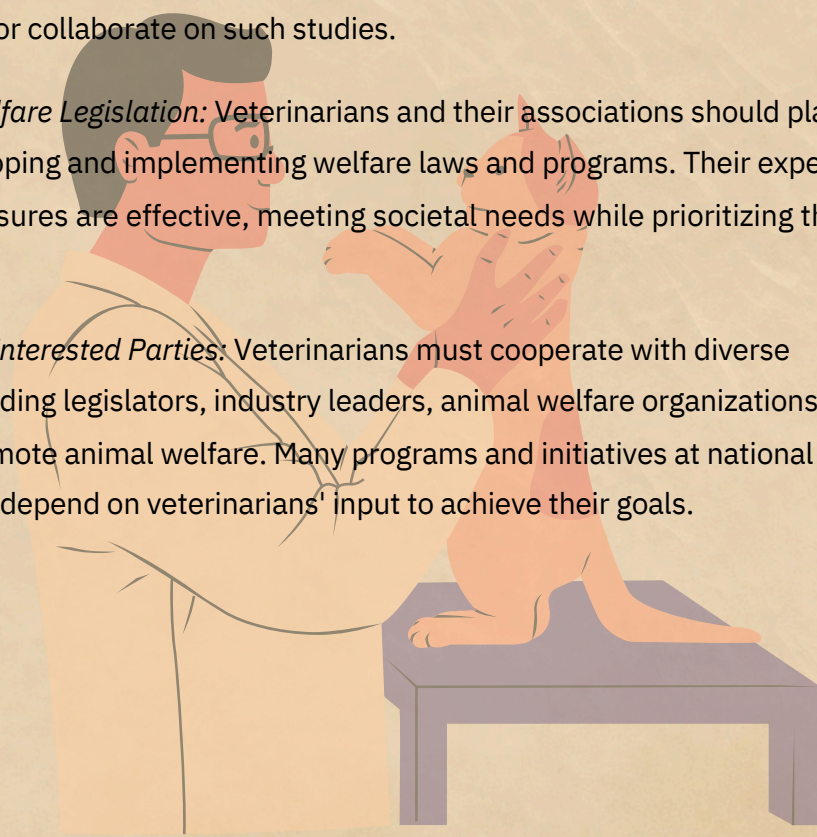 or collaborate on such studies.
lfare Legislation: Veterinarians and their associations should pla
oping and implementing welfare laws and programs. Their expe
sures are effective, meeting societal needs while prioritizing th
Interested Parties: Veterinarians must cooperate with diverse
ding legislators, industry leaders, animal welfare organizations
mote animal welfare. Many programs and initiatives at national
depend on veterinarians' input to achieve their goals.